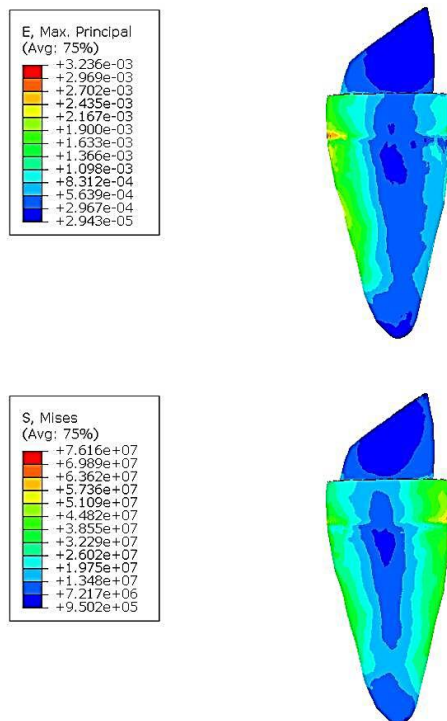 E, Max. Principal
(Avg: 75%)
+3.236e-03
+2.969e-03
+2.702e-03
+2.435e-03
+2.167e-03
+1.900e-03
+1.633e-03
+1.366e-03
+1.098e-03
+8.312e-04
+5.639e-04
+2.967e-04
+2.943e-05
S, Mises
(Avg: 75%)
+7.616e+07
+6.989e+07
+6.362e+07
+5.736e+07
+5.109e+07
+4.482e+07
+3.855e+07
+3.229e+07
+2.602e+07
+1.975e+07
+1.348e+07
+7.217e+06
+9.502e+05